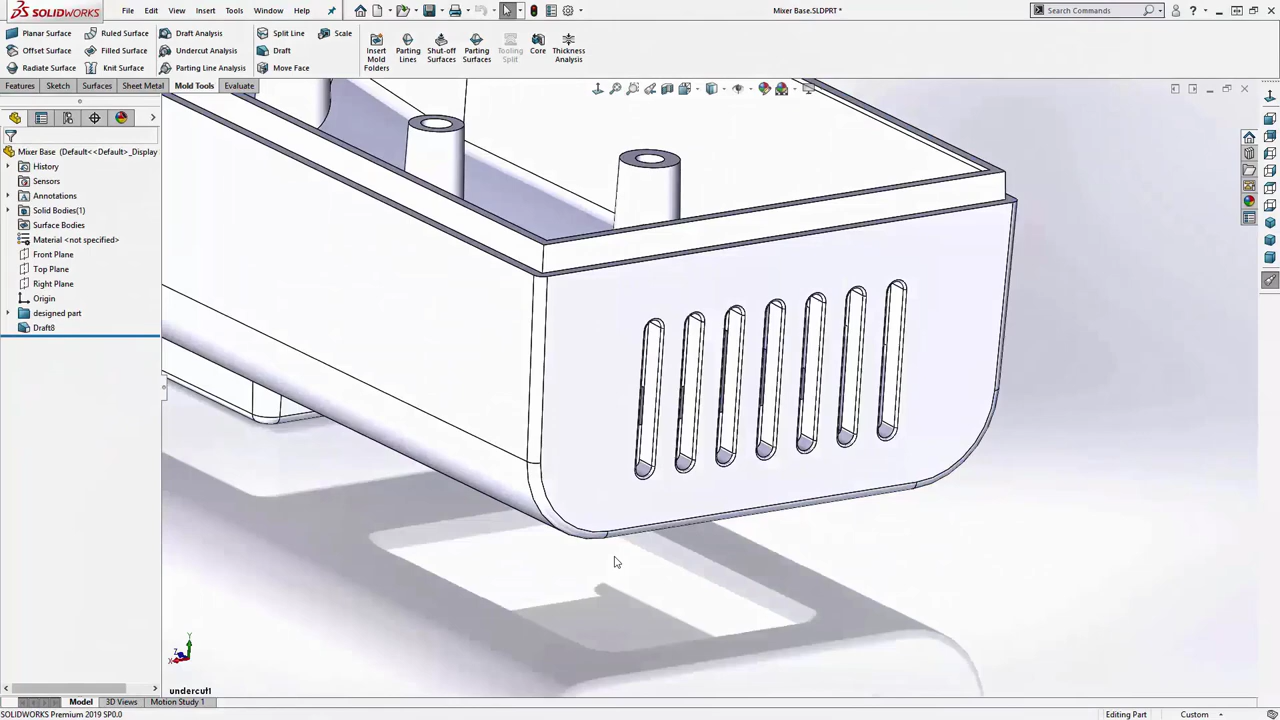 SOLIDWORKS File Edit View Insert Tools Window Help Mixer Base.SLDPRT * Search Commands
Planar Surface Ruled Surface Draft Analysis Split Line Scale
Offset Surface Filled Surface Undercut Analysis Draft
Radiate Surface Knit Surface Parting Line Analysis Move Face
Insert Mold Folders
Parting Lines
Shut-off Surfaces
Parting Surfaces
Tooling Split
Core
Thickness Analysis
Features Sketch Surfaces Sheet Metal Mold Tools Evaluate
Mixer Base (Default<<Default>_Display
History
Sensors
Annotations
Solid Bodies(1)
Surface Bodies
Material <not specified>
Front Plane
Top Plane
Right Plane
Origin
designed part
Draft8
Y
Z
X
undercut1
Model 3D Views Motion Study 1
SOLIDWORKS Premium 2019 SP0.0 Editing Part Custom